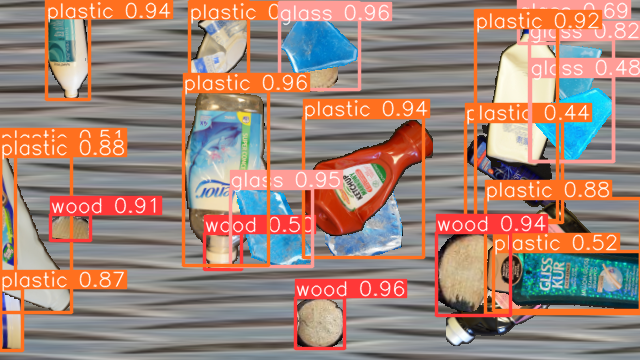 plastic 0.94
plastic 0
glass 0.96
glass 0.69
plastic 0.92
glass 0.82
glass 0.48
plastic 0.96
plastic 0.94
plastic 0.44
plastic 0.51
plastic 0.88
glass 0.95
plastic 0.88
wood 0.91
wood 0.50
wood 0.94
plastic 0.52
plastic 0.87
wood 0.96
KETCHUP
GLISS
KUR